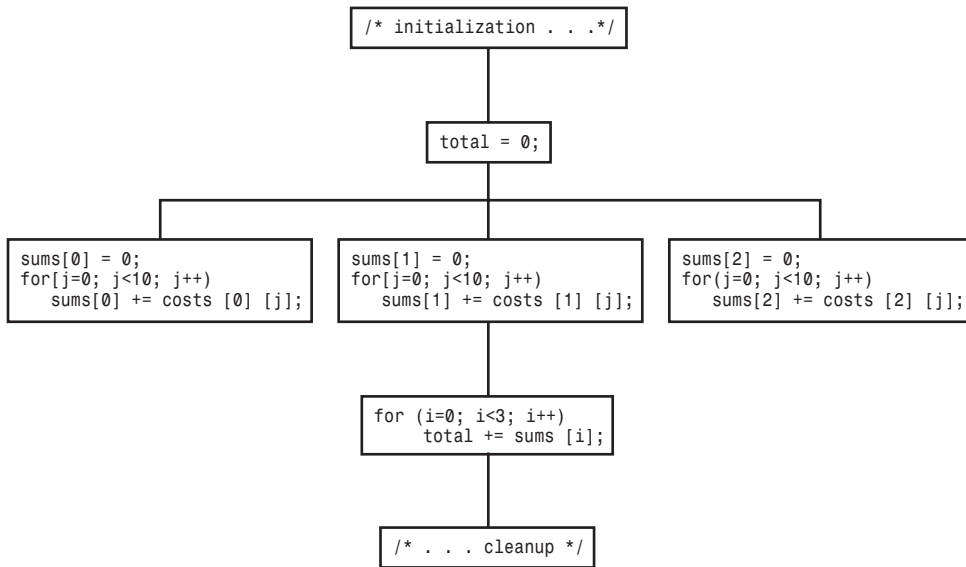 /* initialization . . .*/
total = 0;
sums[0] = 0;
for[j=0; j<10; j++)
sums[0] += costs [0] [j];
sums[1] = 0;
for[j=0; j<10; j++)
sums[1] += costs [1] [j];
sums[2] = 0;
for(j=0; j<10; j++)
sums[2] += costs [2] [j];
for (i=0; i<3; i++)
total += sums [i];
/* . . . cleanup */